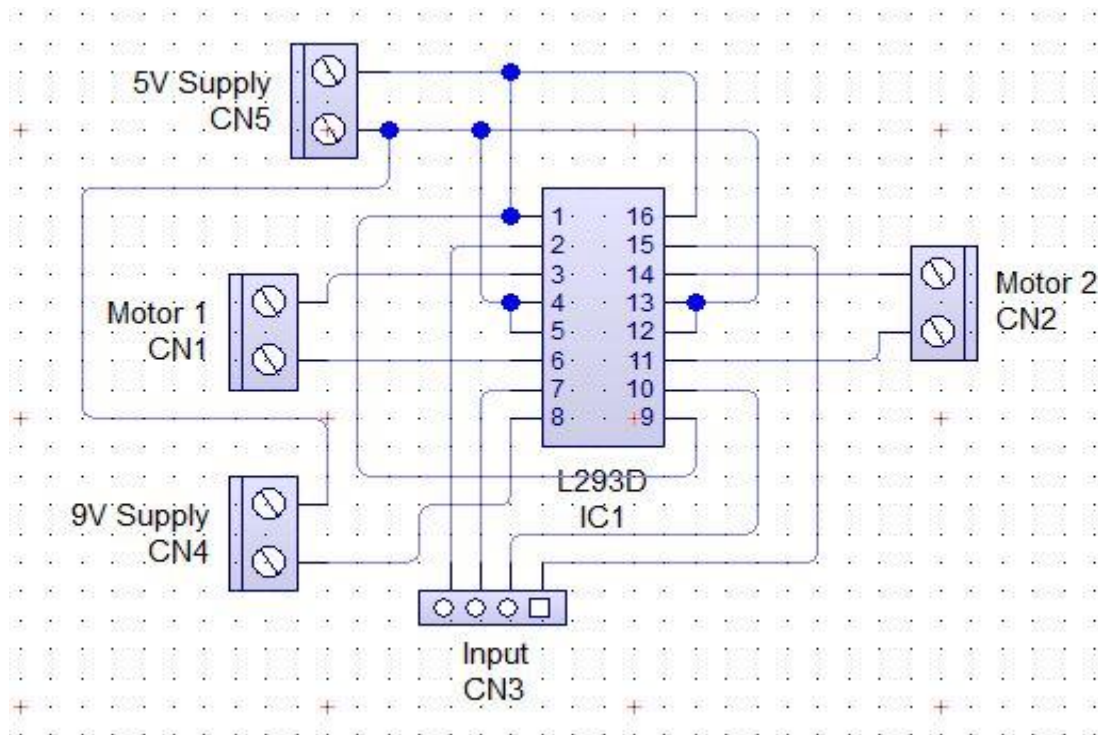 5V Supply
CN5
1 16
2 15
3 14
4 13
5 12
6 11
7 10
8 9
Motor 1
CN1
Motor 2
CN2
L293D
IC1
9V Supply
CN4
Input
CN3